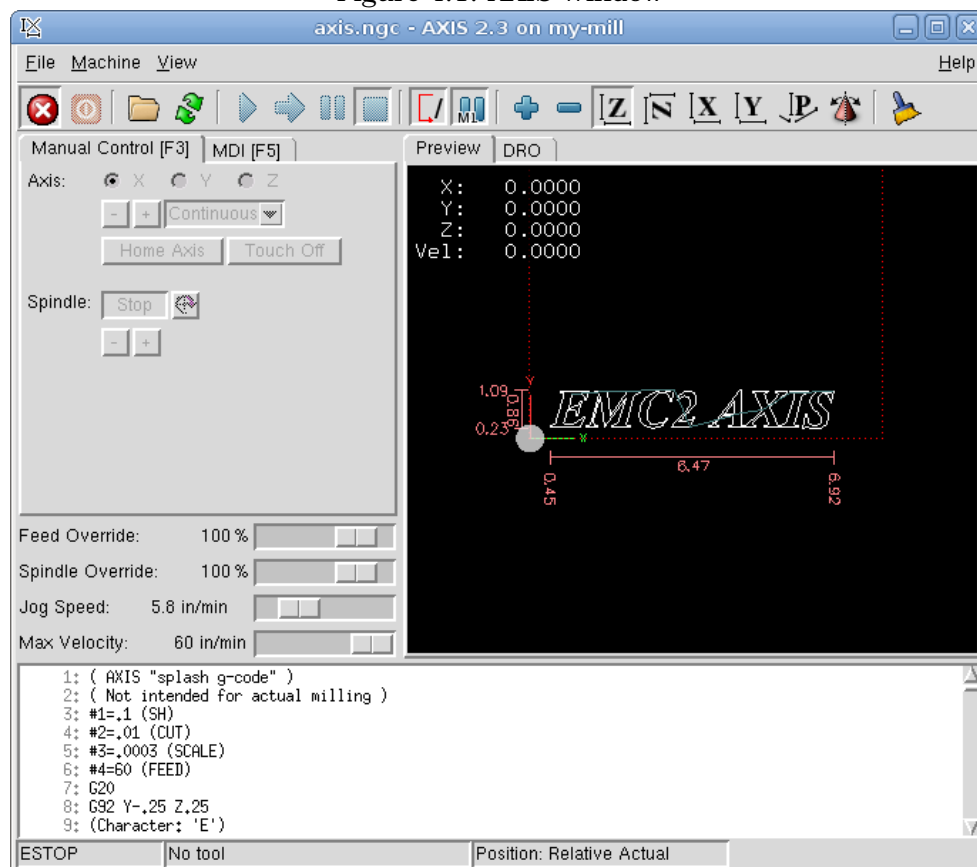 axis.ngc - AXIS 2.3 on my-mill
File Machine View Help
M1 Z N X Y P
Manual Control [F3] MDI [F5] Preview DRO
Axis: X Y Z
- + Continuous
Home Axis Touch Off
Spindle: Stop
- +
X: 0.0000
Y: 0.0000
Z: 0.0000
Vel: 0.0000
Y
1.09
0.86
0.23
EMC2 AXIS
X
6.47
0.45
6.92
Feed Override: 100 %
Spindle Override: 100 %
Jog Speed: 5.8 in/min
Max Velocity: 60 in/min
1: ( AXIS "splash g-code" )
2: ( Not intended for actual milling )
3: #1=.1 (SH)
4: #2=.01 (CUT)
5: #3=.0003 (SCALE)
6: #4=60 (FEED)
7: G20
8: G92 Y-.25 Z.25
9: (Character: 'E')
ESTOP No tool Position: Relative Actual